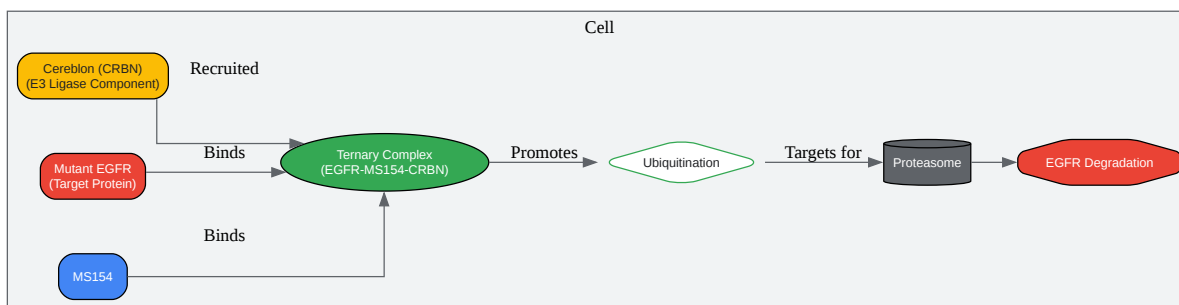 Cell
Cereblon (CRBN)
(E3 Ligase Component)
Recruited
Mutant EGFR
(Target Protein)
Binds
Ternary Complex
(EGFR-MS154-CRBN)
Promotes
Ubiquitination
Targets for
Proteasome
EGFR Degradation
Binds
MS154